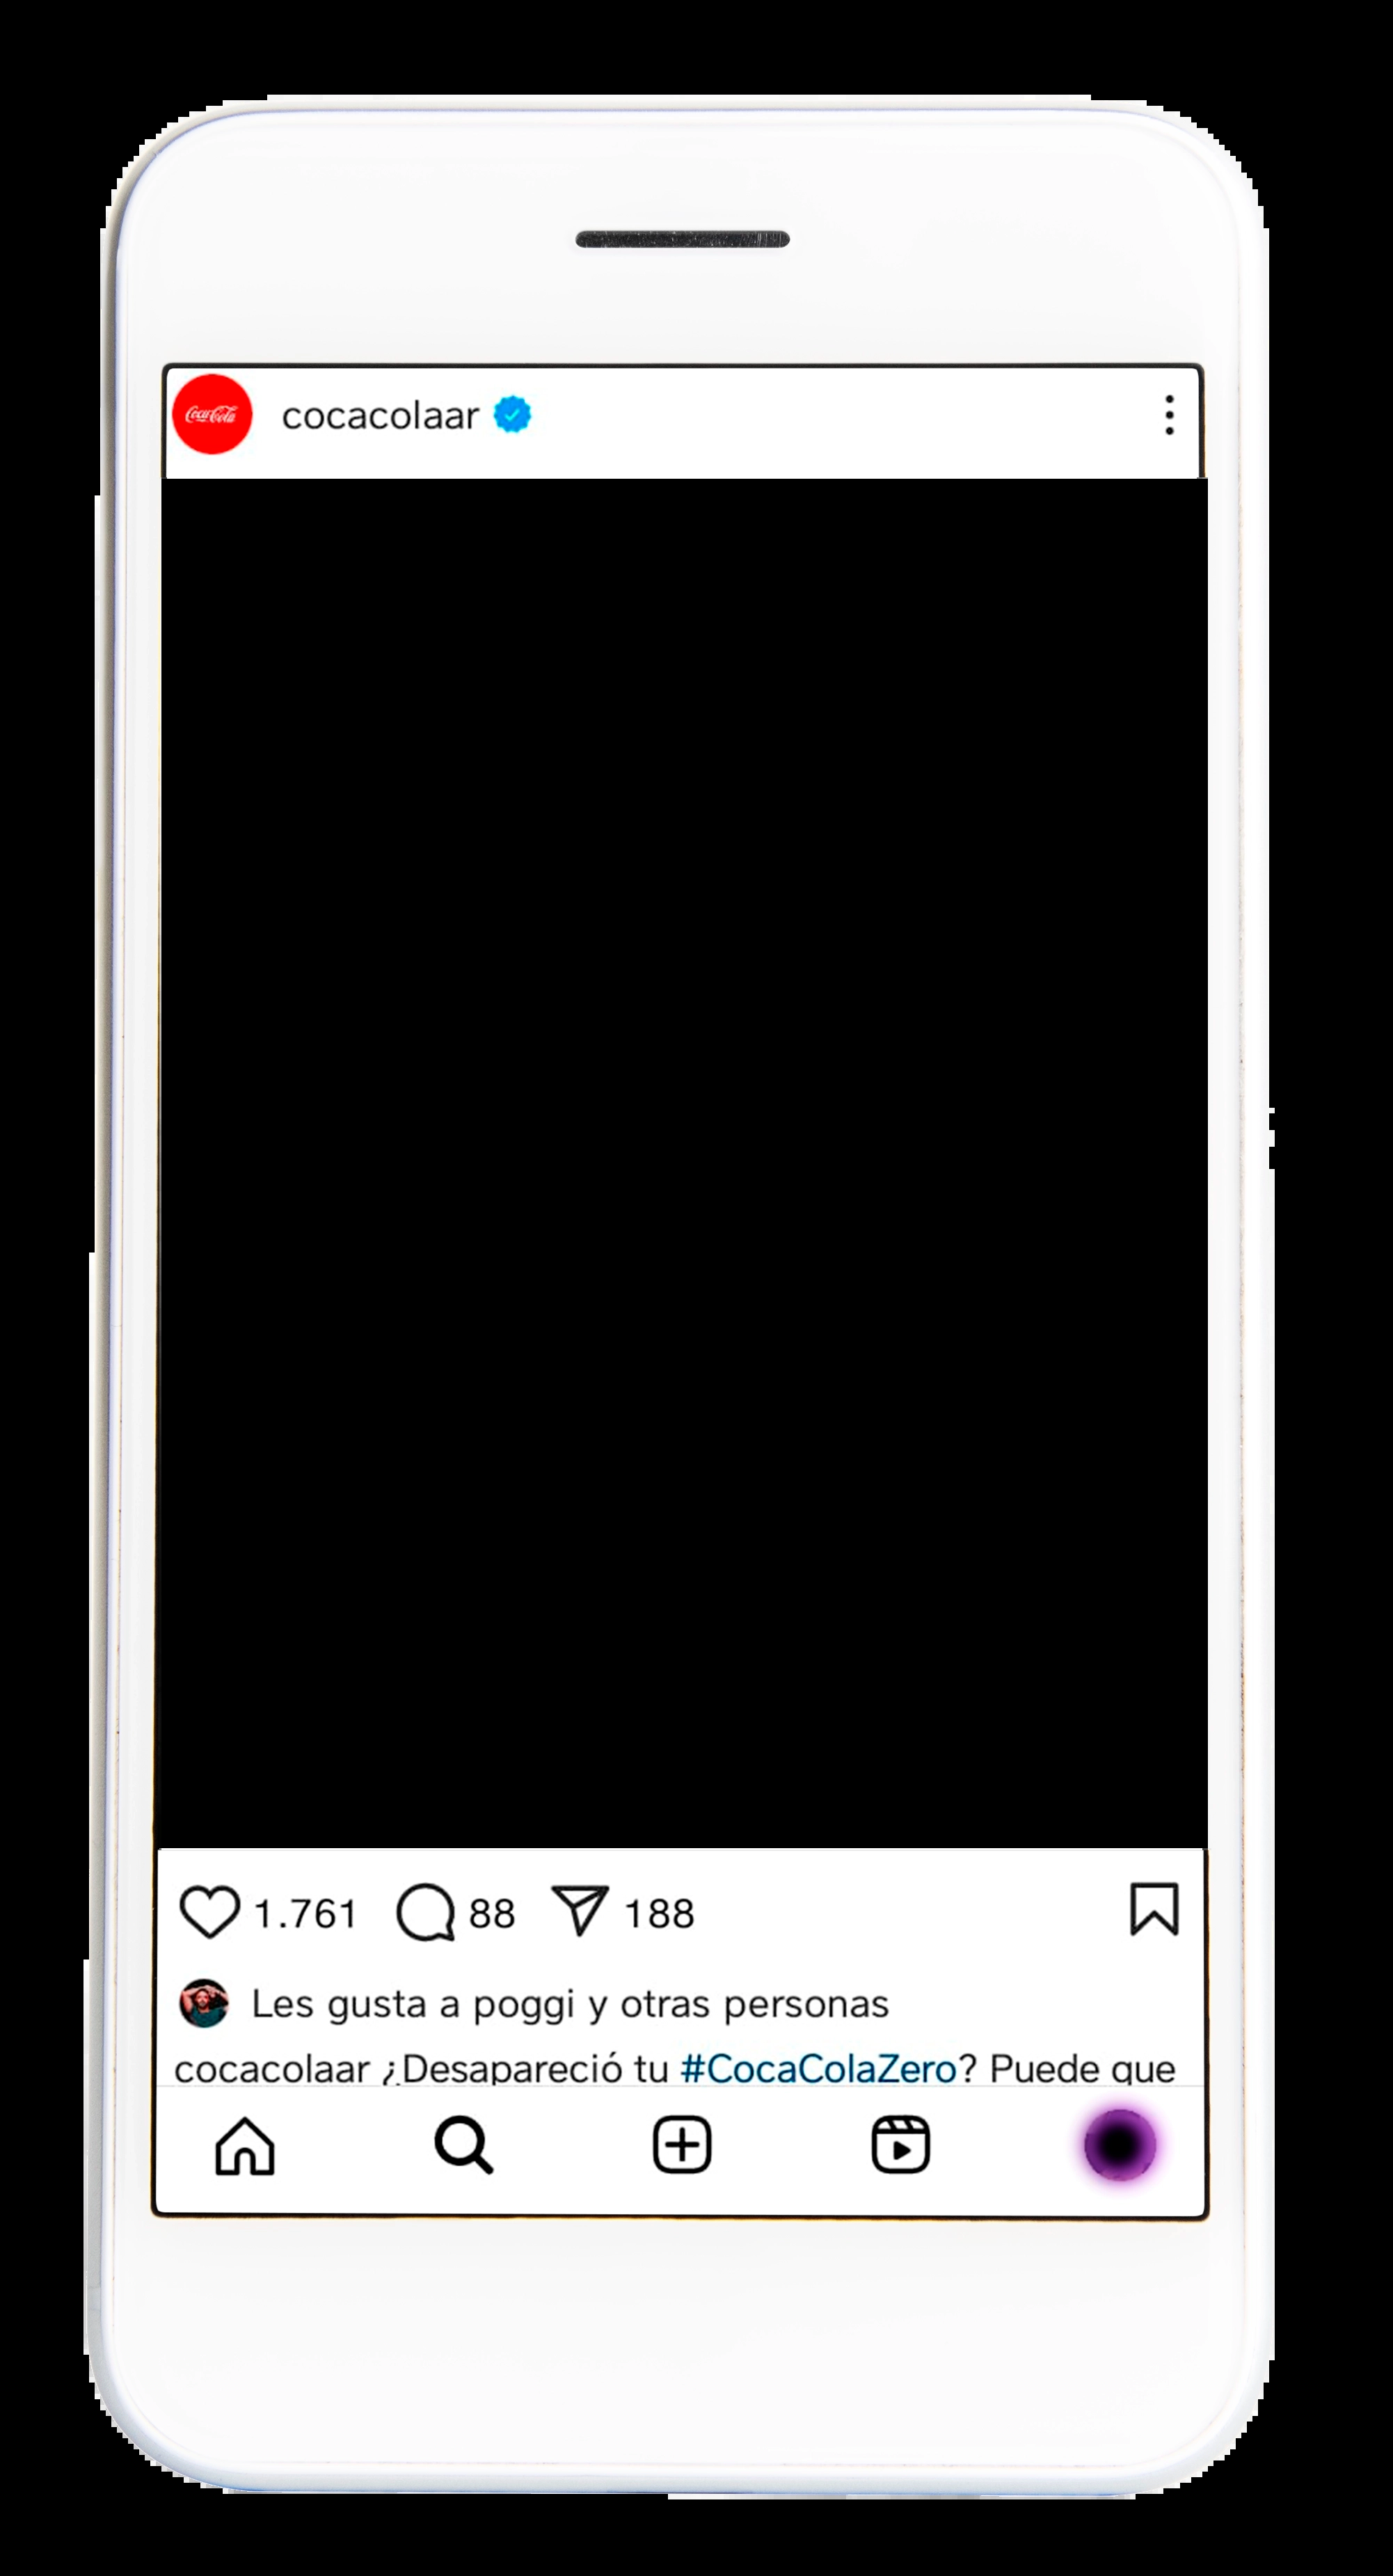 Coca-Cola
cocacolaar
1.761 88 188
Les gusta a poggi y otras personas
cocacolaar ¿Desapareció tu #CocaColaZero? Puede que